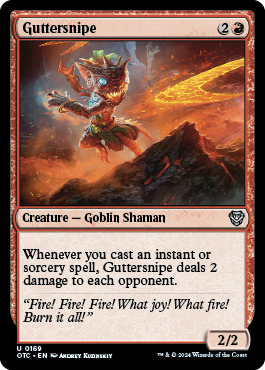 Guttersnipe 2
Creature — Goblin Shaman
Whenever you cast an instant or
sorcery spell, Guttersnipe deals 2
damage to each opponent.
“Fire! Fire! Fire! What joy! What fire!
Burn it all!”
2/2
U 0169
OTC • EN Andrey Kuzinskiy
™ & © 2024 Wizards of the Coast